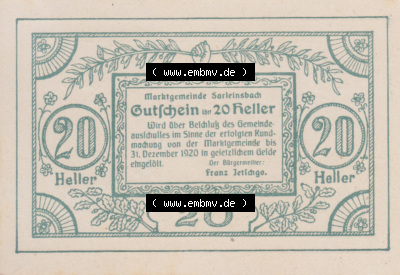 ( www.embmv.de )
Marktgemeinde Sarleinsbach
Gutschein über 20 Heller
Wird über Beschluß des Gemeinde-
ausschusses im Sinne der erfolgten Kund-
machung von der Marktgemeinde bis
31. Dezember 1920 in gesetzlichem Gelde
eingelöst.
Der Bürgermeister:
Franz Jetschgo.
20
Heller
20
Heller
( www.embmv.de )
20